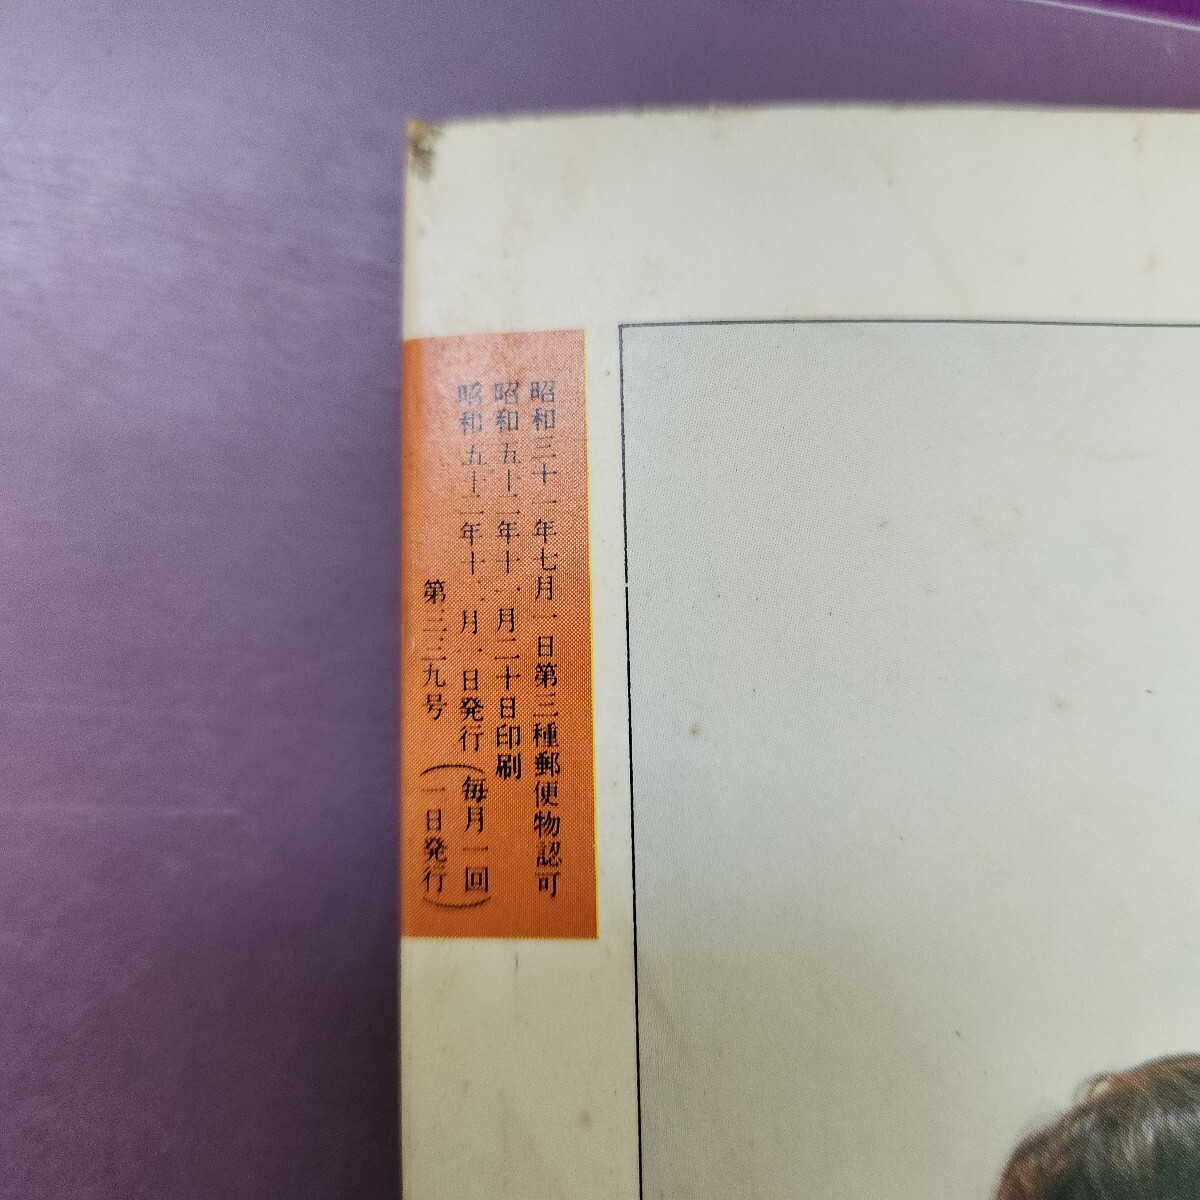 昭和三十一年七月一日第三種郵便物認可
昭和五十二年十一月二十日印刷
昭和五十二年十二月一日発行(毎月一回
第三三九号 (一日発行)